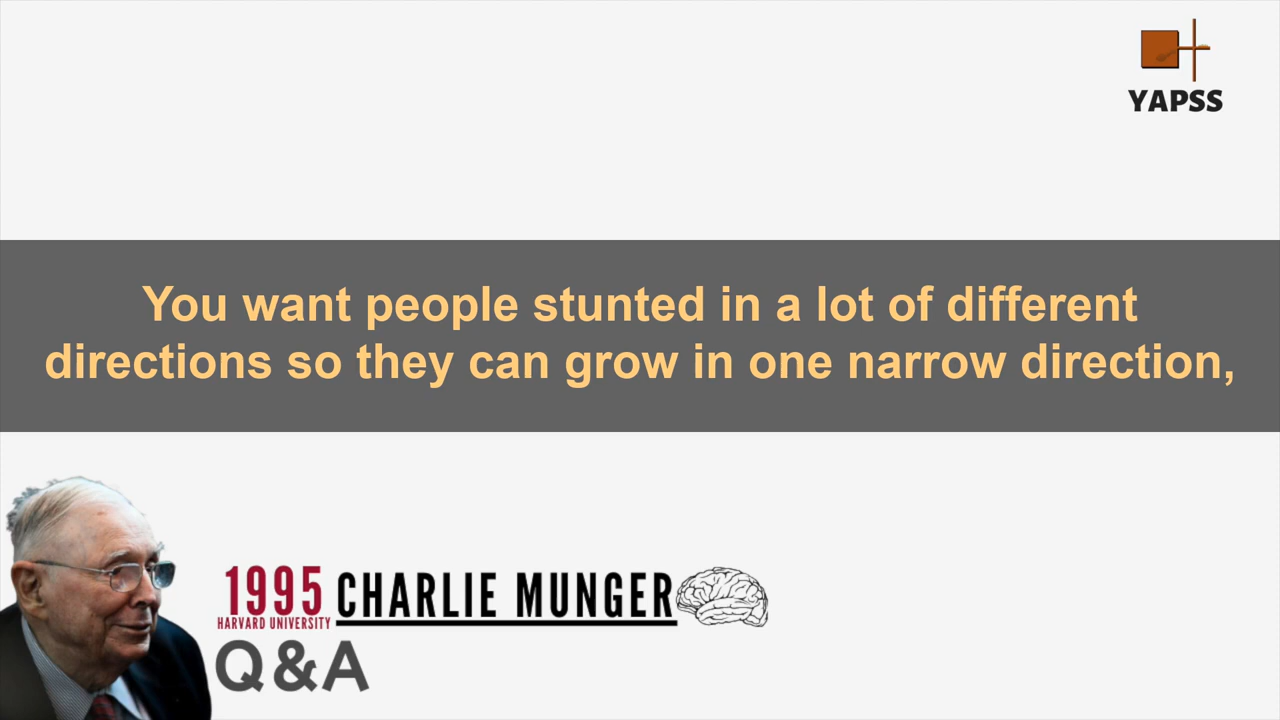 YAPSS
You want people stunted in a lot of different
directions so they can grow in one narrow direction,
1995 CHARLIE MUNGER
HARVARD UNIVERSITY
Q&A